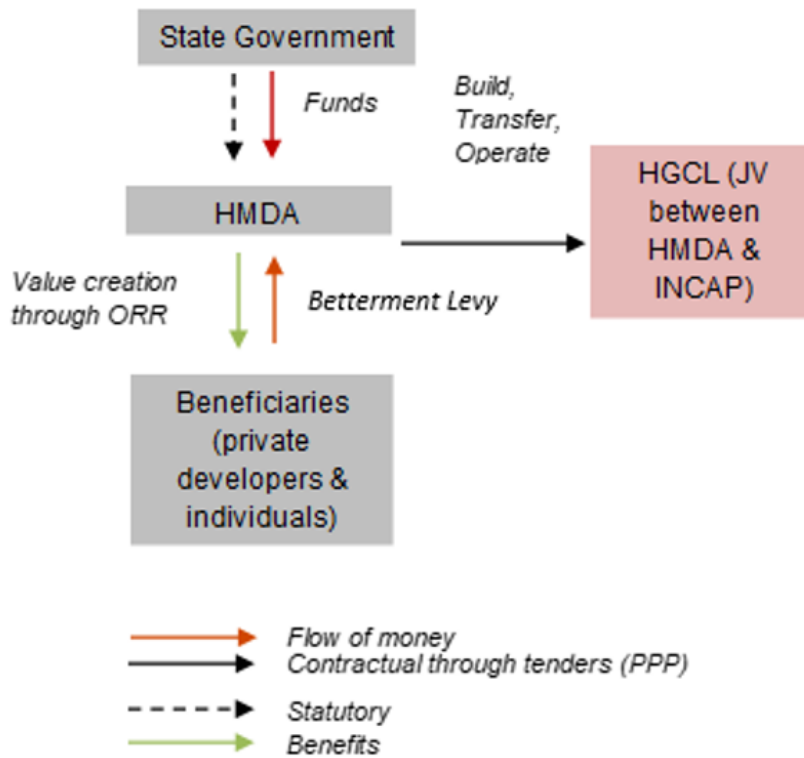 State Government
Funds
Build,
Transfer,
Operate
HGCL (JV
between
HMDA &
INCAP)
HMDA
Value creation
through ORR
Betterment Levy
Beneficiaries
(private
developers &
individuals)
Flow of money
Contractual through tenders (PPP)
Statutory
Benefits